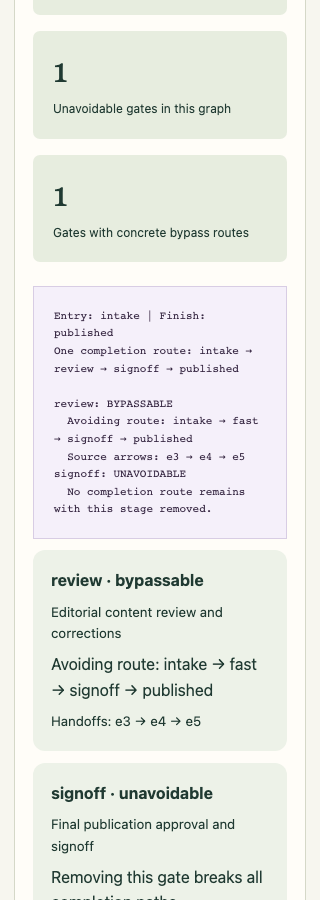 1
Unavoidable gates in this graph
1
Gates with concrete bypass routes
Entry: intake | Finish:
published
One completion route: intake →
review → signoff → published
review: BYPASSABLE
Avoiding route: intake → fast
→ signoff → published
Source arrows: e3 → e4 → e5
signoff: UNAVOIDABLE
No completion route remains
with this stage removed.
review · bypassable
Editorial content review and
corrections
Avoiding route: intake → fast
→ signoff → published
Handoffs: e3 → e4 → e5
signoff · unavoidable
Final publication approval and
signoff
Removing this gate breaks all
completion paths